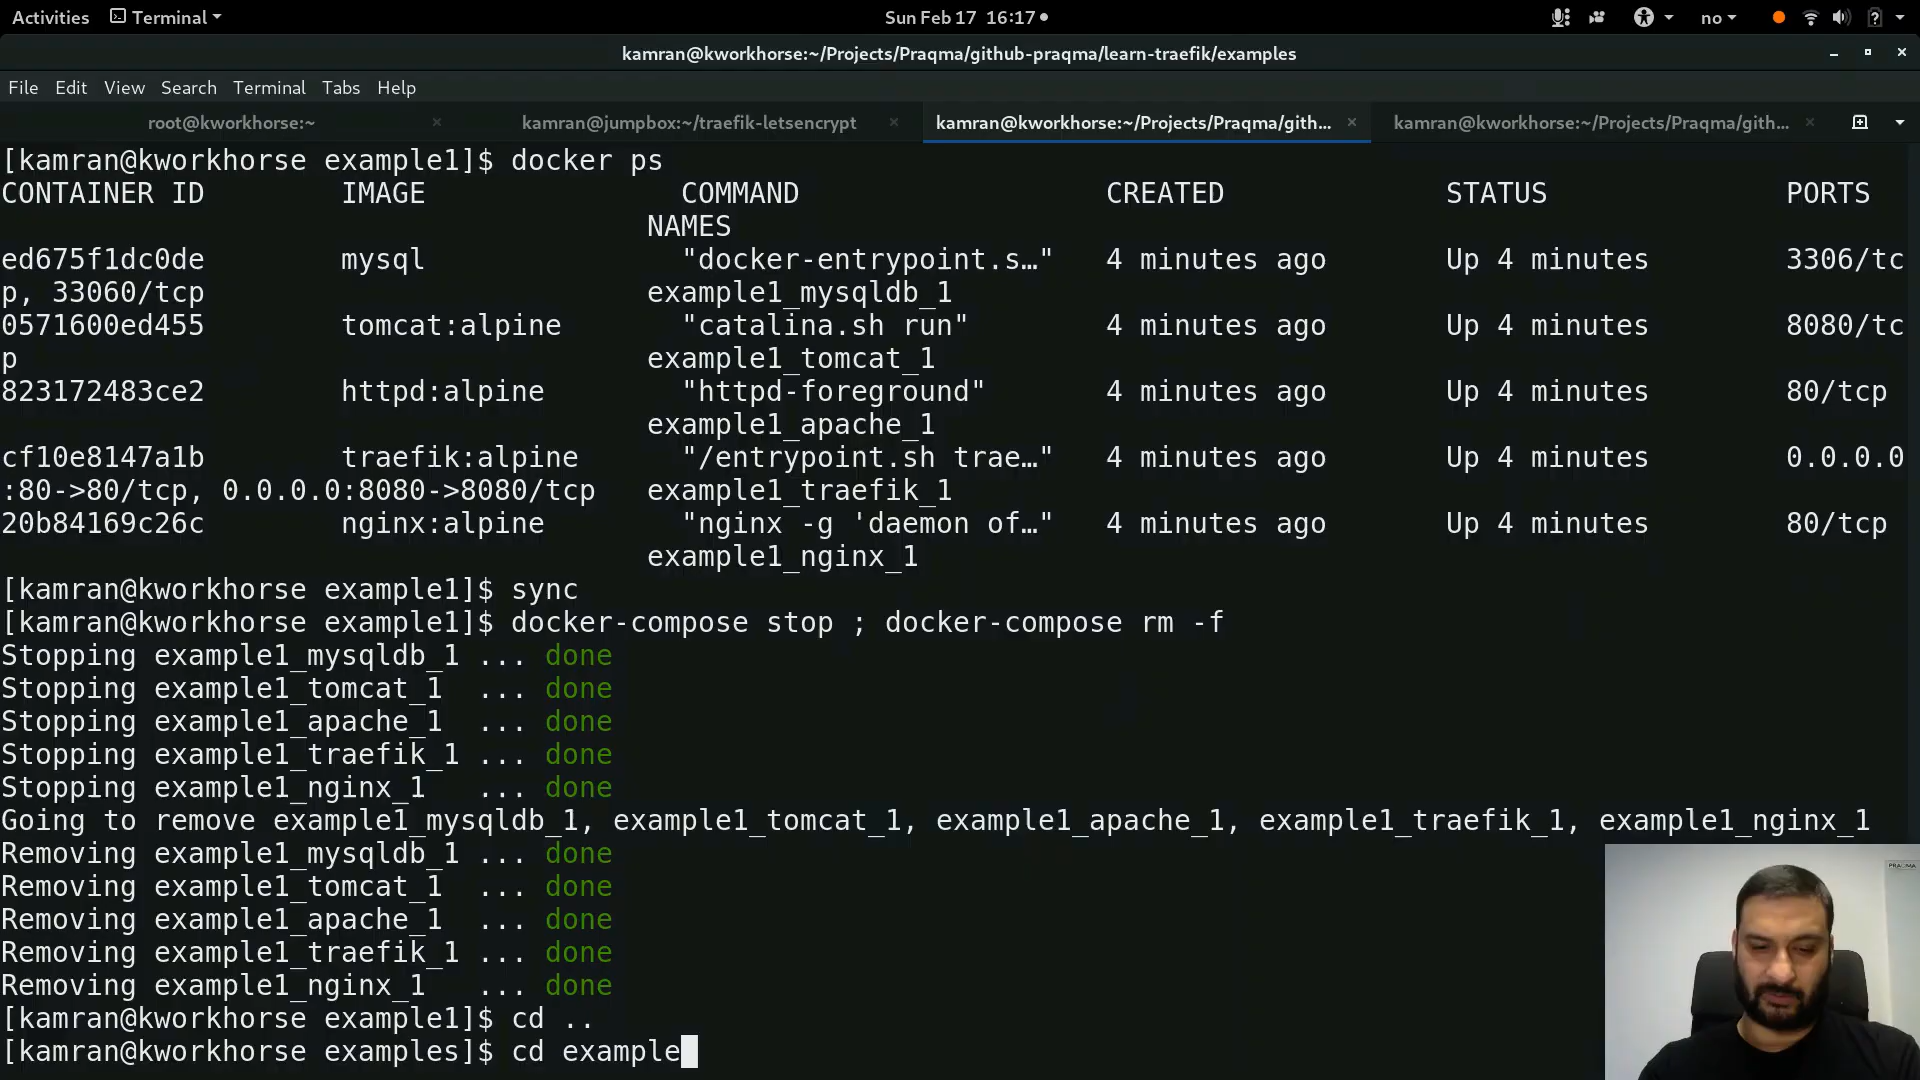 Activities Terminal Sun Feb 17 16:17 no
kamran@kworkhorse:~/Projects/Praqma/github-praqma/learn-traefik/examples
File Edit View Search Terminal Tabs Help
root@kworkhorse:~ kamran@jumpbox:~/traefik-letsencrypt kamran@kworkhorse:~/Projects/Praqma/gith... kamran@kworkhorse:~/Projects/Praqma/gith...
[kamran@kworkhorse example1]$ docker ps
CONTAINER ID IMAGE COMMAND CREATED STATUS PORTS
NAMES
ed675f1dc0de mysql "docker-entrypoint.s…" 4 minutes ago Up 4 minutes 3306/tc
p, 33060/tcp example1_mysqldb_1
0571600ed455 tomcat:alpine "catalina.sh run" 4 minutes ago Up 4 minutes 8080/tc
p example1_tomcat_1
823172483ce2 httpd:alpine "httpd-foreground" 4 minutes ago Up 4 minutes 80/tcp
example1_apache_1
cf10e8147a1b traefik:alpine "/entrypoint.sh trae…" 4 minutes ago Up 4 minutes 0.0.0.0
:80->80/tcp, 0.0.0.0:8080->8080/tcp example1_traefik_1
20b84169c26c nginx:alpine "nginx -g 'daemon of…" 4 minutes ago Up 4 minutes 80/tcp
example1_nginx_1
[kamran@kworkhorse example1]$ sync
[kamran@kworkhorse example1]$ docker-compose stop ; docker-compose rm -f
Stopping example1_mysqldb_1 ... done
Stopping example1_tomcat_1 ... done
Stopping example1_apache_1 ... done
Stopping example1_traefik_1 ... done
Stopping example1_nginx_1 ... done
Going to remove example1_mysqldb_1, example1_tomcat_1, example1_apache_1, example1_traefik_1, example1_nginx_1
Removing example1_mysqldb_1 ... done
Removing example1_tomcat_1 ... done
Removing example1_apache_1 ... done
Removing example1_traefik_1 ... done
Removing example1_nginx_1 ... done
[kamran@kworkhorse example1]$ cd ..
[kamran@kworkhorse examples]$ cd example
PRAQMA